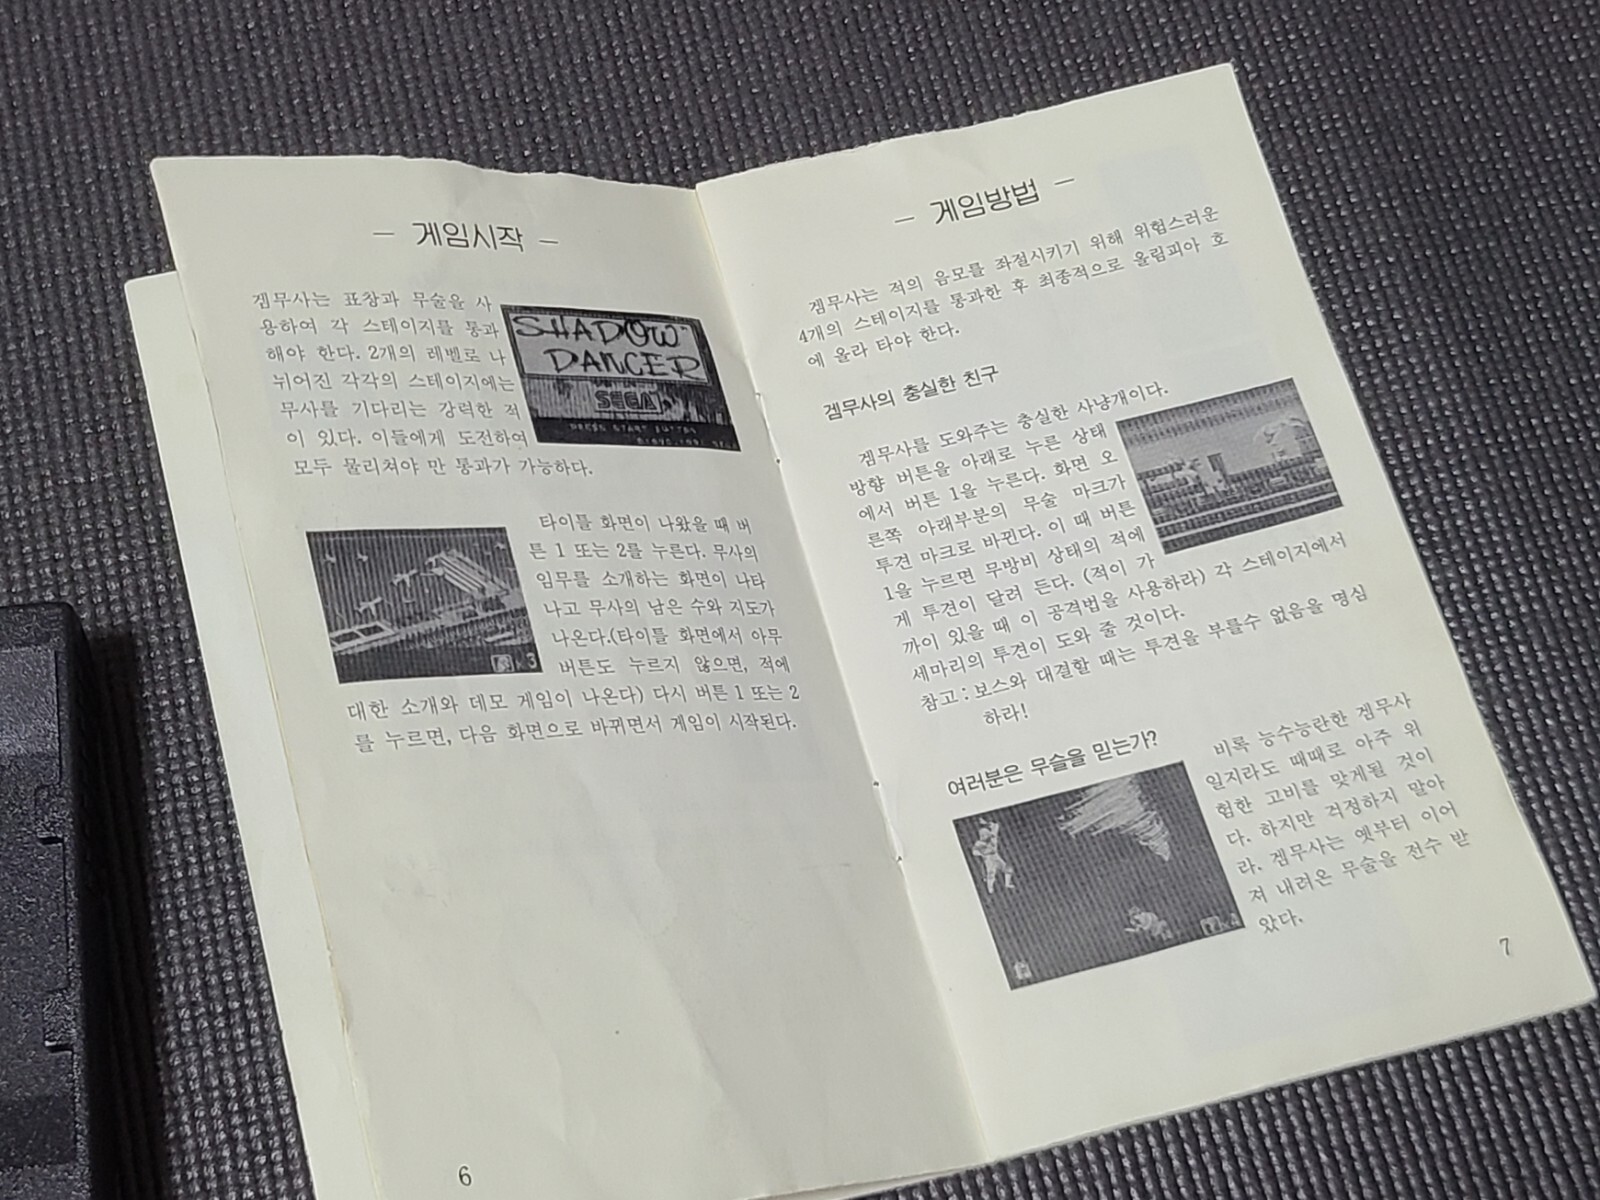 — 게임시작 —
겜무사는 표창과 무술을 사
용하여 각 스테이지를 통과
해야 한다. 2개의 레벨로 나
뉘어진 각각의 스테이지에는
무사를 기다리는 강력한 적
이 있다. 이들에게 도전하여
모두 물리쳐야 만 통과가 가능하다.
SHADOW
DANCER
SEGA
PRESS START BUTTON
타이틀 화면이 나왔을 때 버
튼 1 또는 2를 누른다. 무사의
임무를 소개하는 화면이 나타
나고 무사의 남은 수와 지도가
나온다.(타이틀 화면에서 아무
버튼도 누르지 않으면, 적에
대한 소개와 데모 게임이 나온다) 다시 버튼 1 또는 2
를 누르면, 다음 화면으로 바뀌면서 게임이 시작된다.
3
6
— 게임방법 —
겜무사는 적의 음모를 좌절시키기 위해 위험스러운
4개의 스테이지를 통과한 후 최종적으로 올림피아 호
에 올라 타야 한다.
겜무사의 충실한 친구
겜무사를 도와주는 충실한 사냥개이다.
방향 버튼을 아래로 누른 상태
에서 버튼 1을 누른다. 화면 오
른쪽 아래부분의 무술 마크가
투견 마크로 바뀐다. 이 때 버튼
1을 누르면 무방비 상태의 적에
게 투견이 달려 든다. (적이 가
까이 있을 때 이 공격법을 사용하라) 각 스테이지에서
세마리의 투견이 도와 줄 것이다.
참고 : 보스와 대결할 때는 투견을 부를수 없음을 명심
하라!
여러분은 무술을 믿는가?
비록 능수능란한 겜무사
일지라도 때때로 아주 위
험한 고비를 맞게될 것이
다. 하지만 걱정하지 말아
라. 겜무사는 옛부터 이어
져 내려온 무술을 전수 받
았다.
7